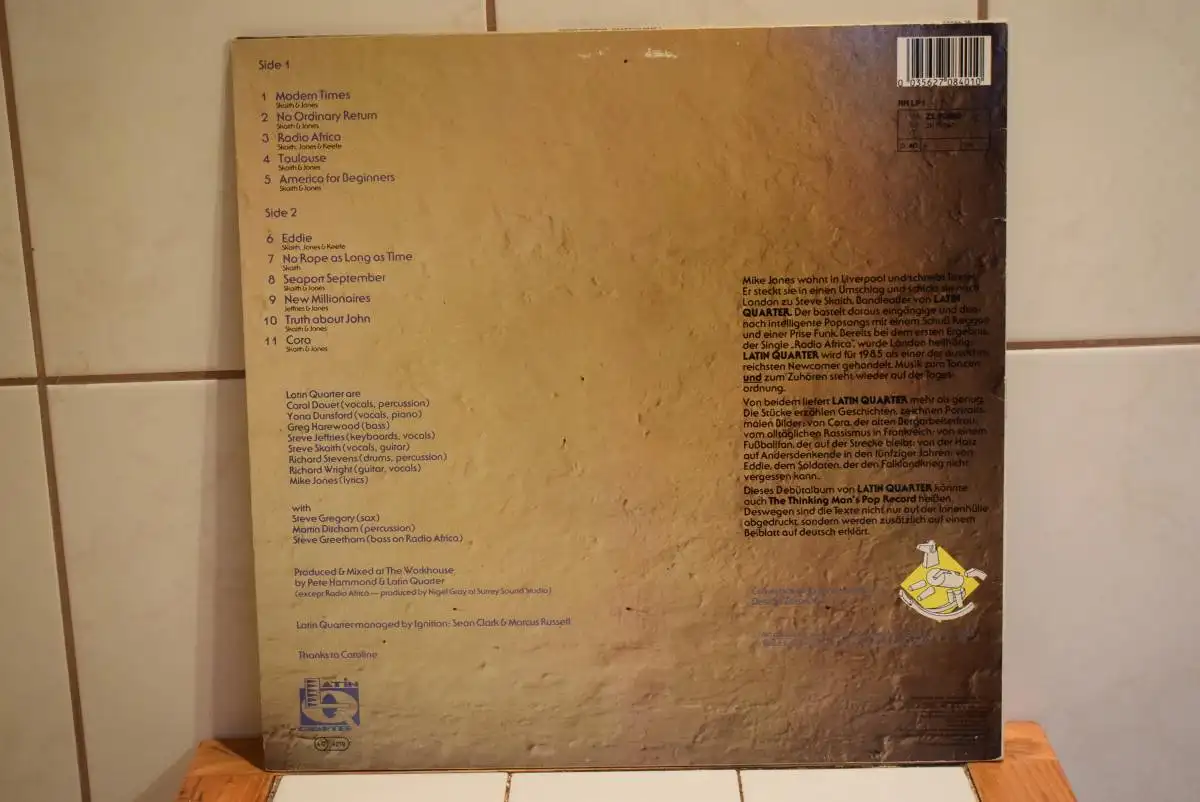 Side 1
1 Modern Times
Skaith & Jones
2 No Ordinary Return
Skaith & Jones
3 Radio Africa
Skaith, Jones & Keefe
4 Toulouse
Skaith & Jones
5 America for Beginners
Skaith & Jones
Side 2
6 Eddie
Skaith, Jones & Keefe
7 No Rope as Long as Time
Skaith
8 Seaport September
Skaith & Jones
9 New Millionaires
Jeffries & Jones
10 Truth about John
Skaith & Jones
11 Cora
Skaith & Jones
Latin Quarter are
Carol Douet (vocals, percussion)
Yona Dunsford (vocals, piano)
Greg Harewood (bass)
Steve Jeffries (keyboards, vocals)
Steve Skaith (vocals, guitar)
Richard Stevens (drums, percussion)
Richard Wright (guitar, vocals)
Mike Jones (lyrics)
with
Steve Gregory (sax)
Martin Ditcham (percussion)
Steve Greetham (bass on Radio Africa)
Produced & Mixed at The Workhouse
by Pete Hammond & Latin Quarter
(except Radio Africa — produced by Nigel Gray at Surrey Sound Studio)
Latin Quarter managed by Ignition: Sean Clark & Marcus Russell
Thanks to Caroline
LATIN
QUARTER
0 035627 084010
Mike Jones wohnt in Liverpool und schreibt Texte.
Er steckt sie in einen Umschlag und schickt sie nach
London zu Steve Skaith, Bandleader von LATIN
QUARTER. Der bastelt daraus eingängige und den-
noch intelligente Popsongs mit einem Schuß Reggae
und einer Prise Funk. Bereits bei dem ersten Ergebnis,
der Single „Radio Africa", wurde London hellhörig.
LATIN QUARTER wird für 1985 als einer der aussichts-
reichsten Newcomer gehandelt. Musik zum Tanzen
und zum Zuhören steht wieder auf der Tages-
ordnung.
Von beidem liefert LATIN QUARTER mehr als genug.
Die Stücke erzählen Geschichten, zeichnen Portraits,
malen Bilder: von Cora, der alten Bergarbeiterfrau;
vom alltäglichen Rassismus in Frankreich; von einem
Fußballfan, der auf der Strecke bleibt; von der Hatz
auf Andersdenkende in den fünfziger Jahren; von
Eddie, dem Soldaten, der den Falklandkrieg nicht
vergessen kann.
Dieses Debütalbum von LATIN QUARTER könnte
auch The Thinking Man's Pop Record heißen.
Deswegen sind die Texte nicht nur auf der Innenhülle
abgedruckt, sondern werden zusätzlich auf einem
Beiblatt auf deutsch erklärt.